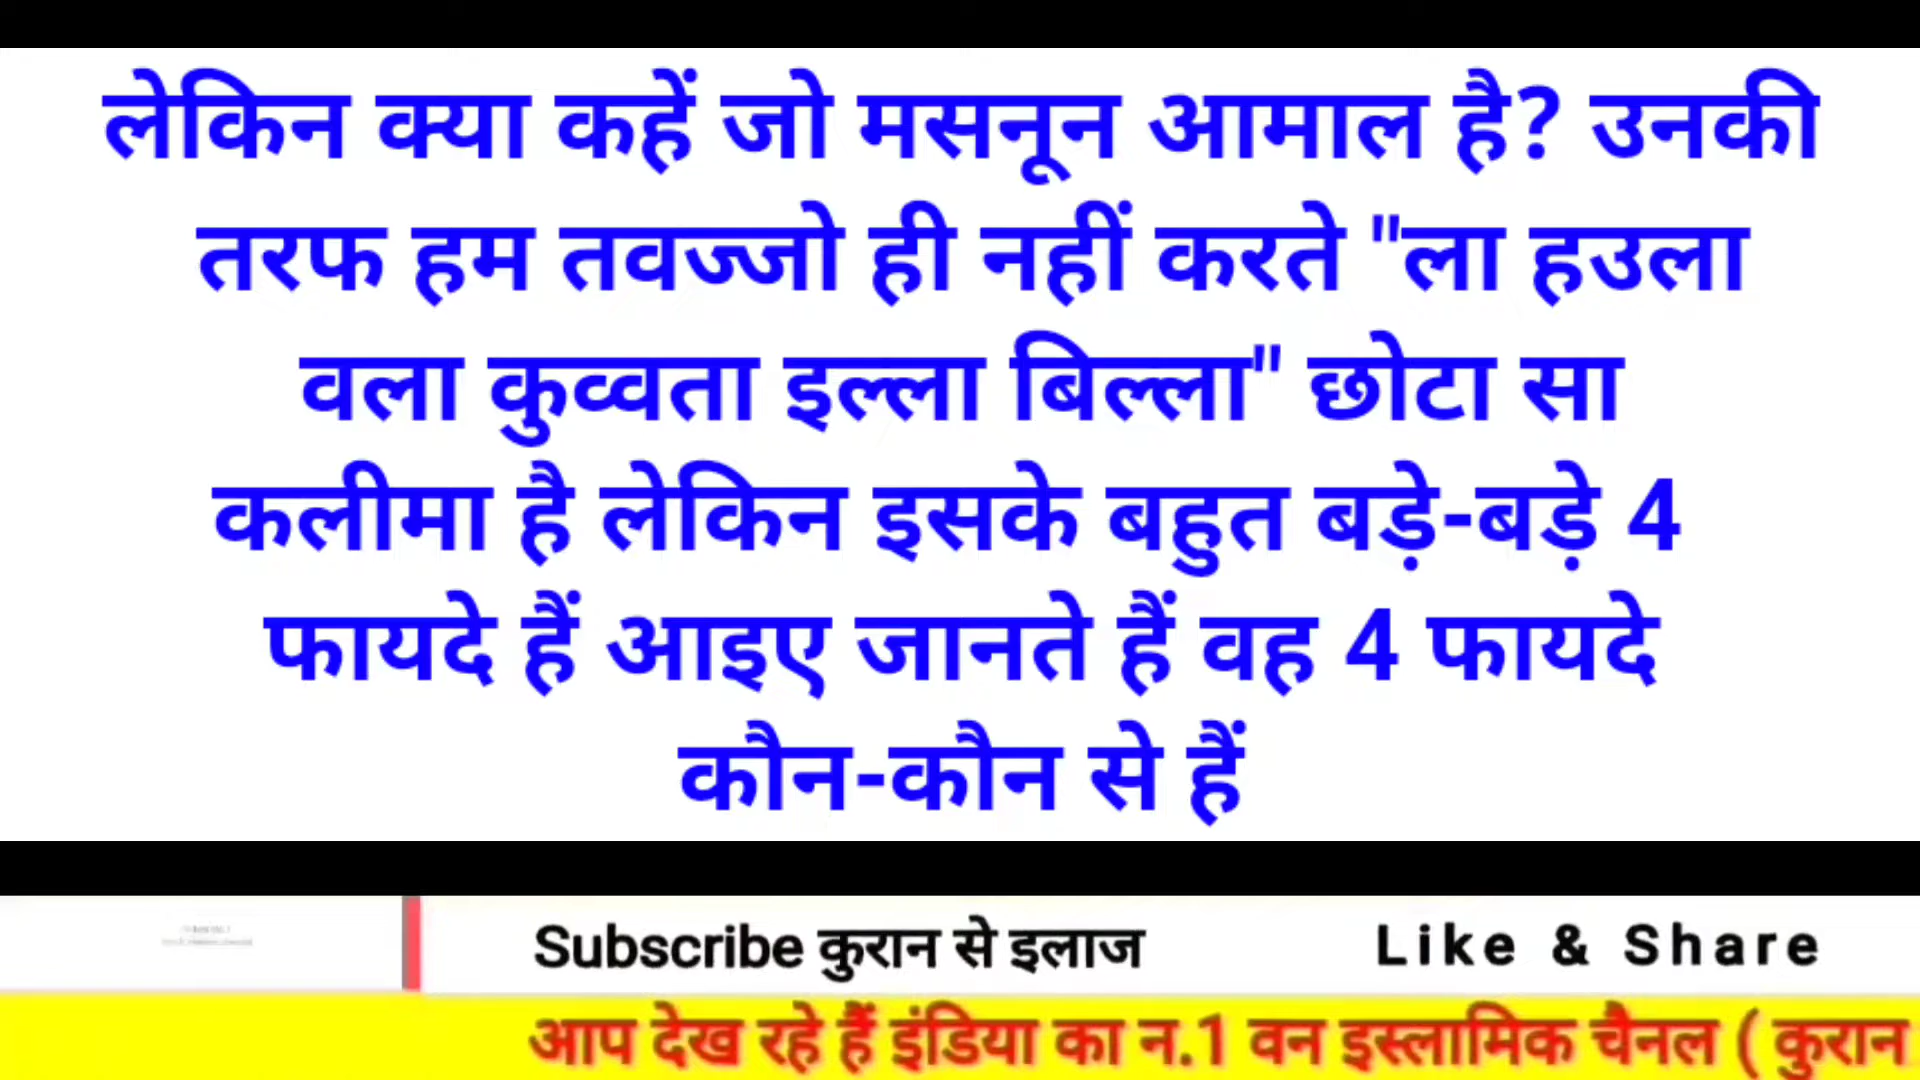 लेकिन क्या कहें जो मसनून आमाल है? उनकी
तरफ हम तवज्जो ही नहीं करते "ला हउला
वला कुव्वता इल्ला बिल्ला" छोटा सा
कलीमा है लेकिन इसके बहुत बड़े-बड़े 4
फायदे हैं आइए जानते हैं वह 4 फायदे
कौन-कौन से हैं
Subscribe कुरान से इलाज
Like & Share
आप देख रहे हैं इंडिया का न.1 वन इस्लामिक चैनल ( कुरान